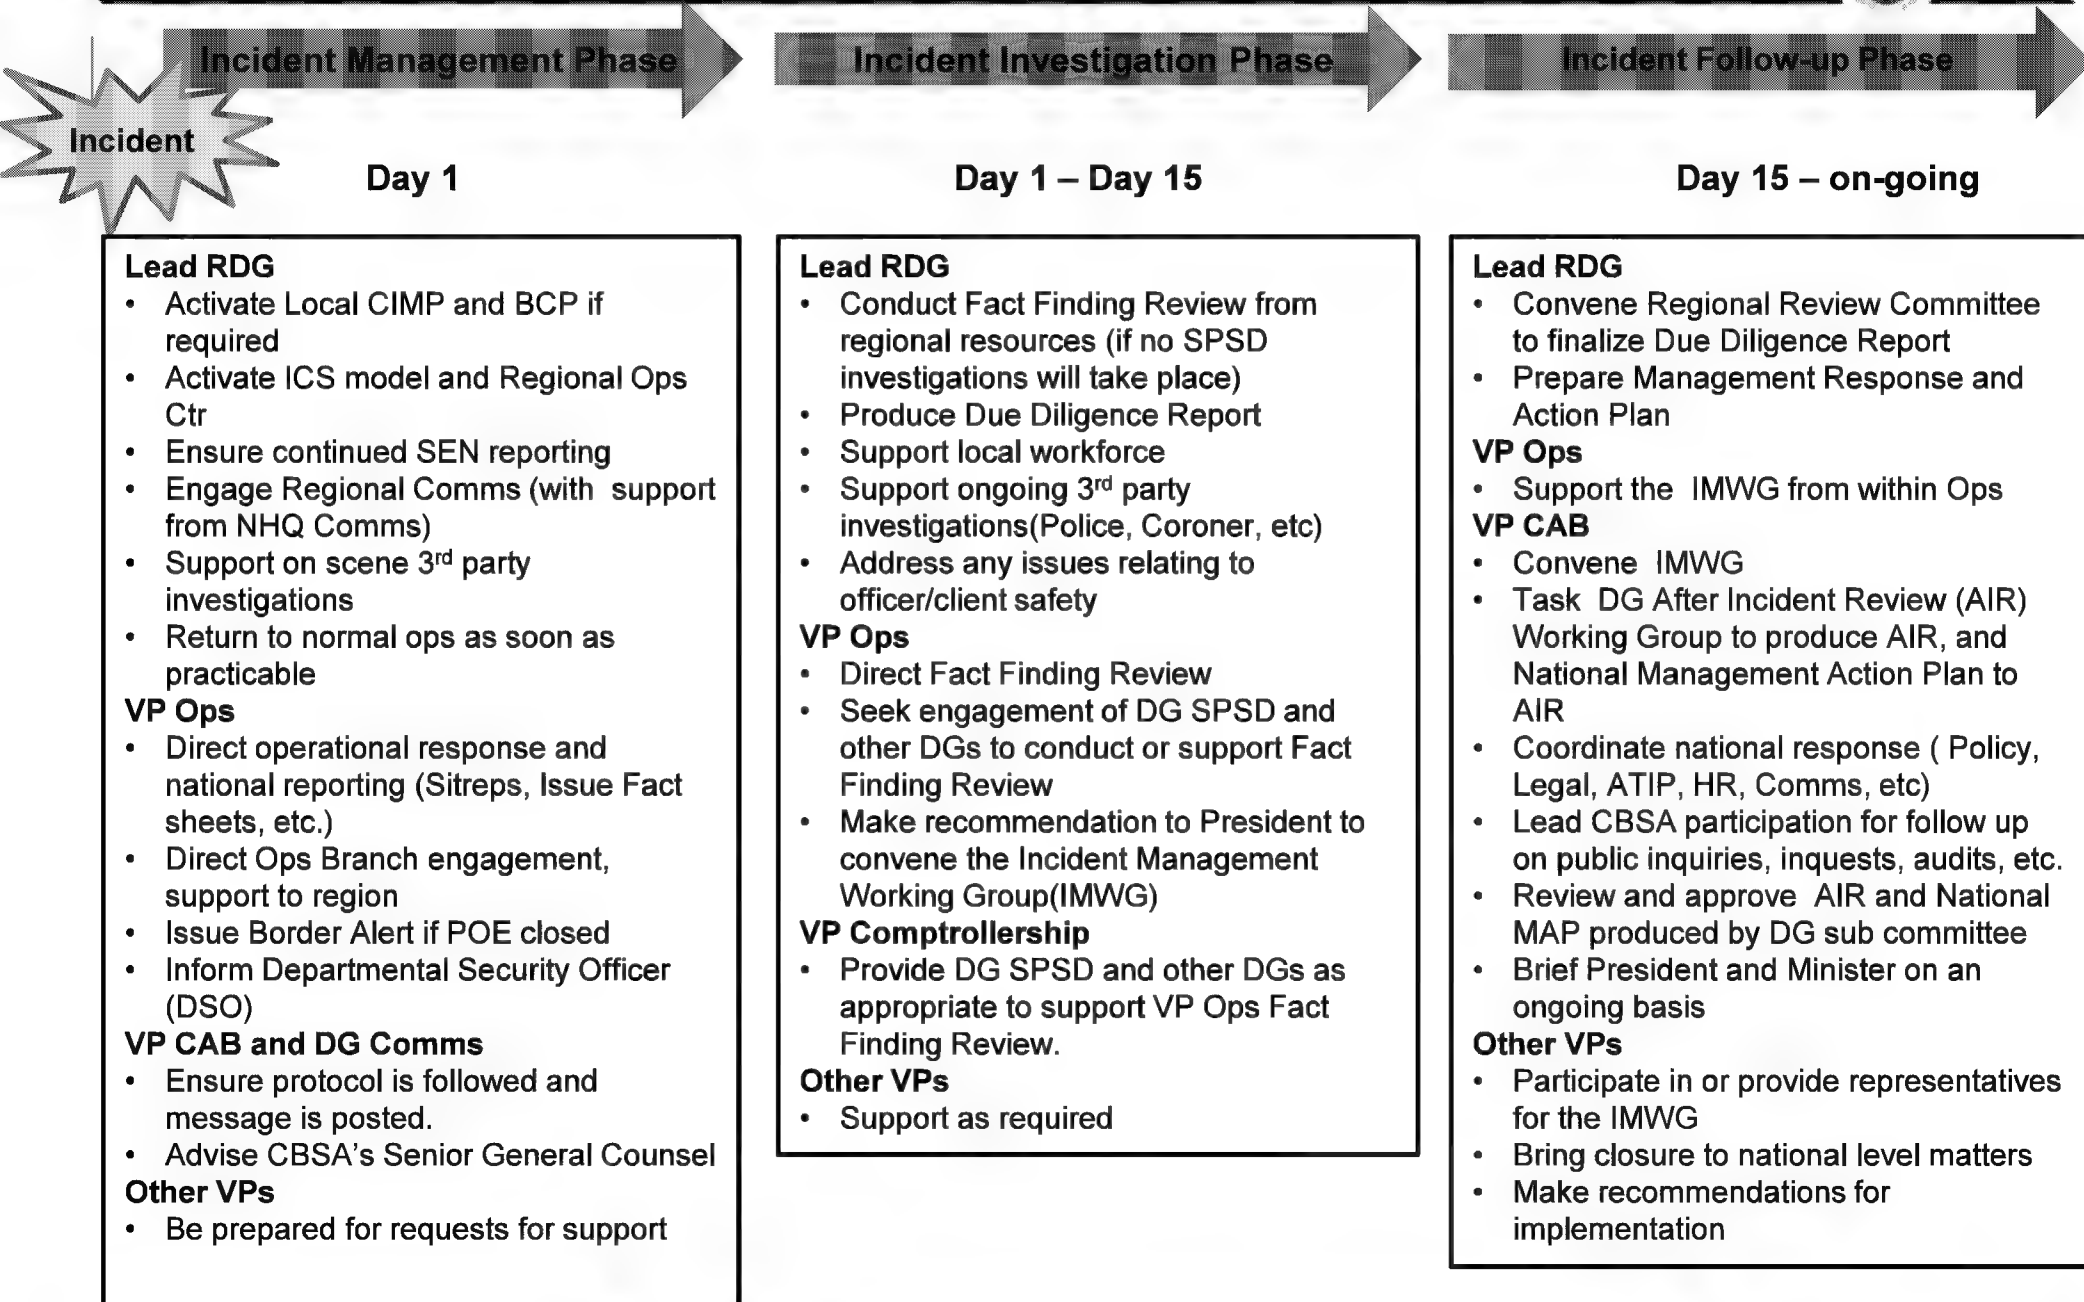 Incident Management Phase
Incident Investigation Phase
Incident Follow-up Phase
Incident
Day 1
Day 1 – Day 15
Day 15 – on-going
Lead RDG
• Activate Local CIMP and BCP if
required
• Activate ICS model and Regional Ops
Ctr
• Ensure continued SEN reporting
• Engage Regional Comms (with  support
from NHQ Comms)
• Support on scene 3rd party
investigations
• Return to normal ops as soon as
practicable
VP Ops
• Direct operational response and
national reporting (Sitreps, Issue Fact
sheets, etc.)
• Direct Ops Branch engagement,
support to region
• Issue Border Alert if POE closed
• Inform Departmental Security Officer
(DSO)
VP CAB and DG Comms
• Ensure protocol is followed and
message is posted.
• Advise CBSA's Senior General Counsel
Other VPs
• Be prepared for requests for support
Lead RDG
• Conduct Fact Finding Review from
regional resources (if no SPSD
investigations will take place)
• Produce Due Diligence Report
• Support local workforce
• Support ongoing 3rd party
investigations(Police, Coroner, etc)
• Address any issues relating to
officer/client safety
VP Ops
• Direct Fact Finding Review
• Seek engagement of DG SPSD and
other DGs to conduct or support Fact
Finding Review
• Make recommendation to President to
convene the Incident Management
Working Group(IMWG)
VP Comptrollership
• Provide DG SPSD and other DGs as
appropriate to support VP Ops Fact
Finding Review.
Other VPs
• Support as required
Lead RDG
• Convene Regional Review Committee
to finalize Due Diligence Report
• Prepare Management Response and
Action Plan
VP Ops
• Support the  IMWG from within Ops
VP CAB
• Convene  IMWG
• Task  DG After Incident Review (AIR)
Working Group to produce AIR, and
National Management Action Plan to
AIR
• Coordinate national response ( Policy,
Legal, ATIP, HR, Comms, etc)
• Lead CBSA participation for follow up
on public inquiries, inquests, audits, etc.
• Review and approve  AIR and National
MAP produced by DG sub committee
• Brief President and Minister on an
ongoing basis
Other VPs
• Participate in or provide representatives
for the IMWG
• Bring closure to national level matters
• Make recommendations for
implementation